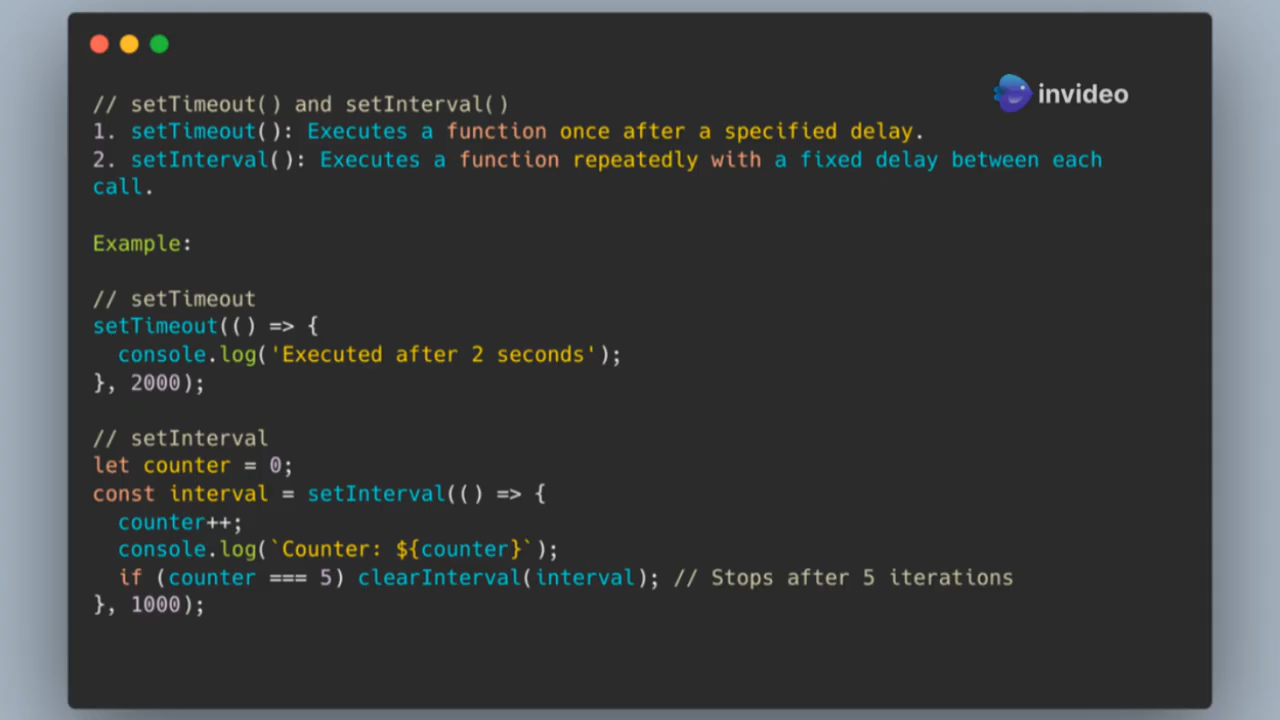 invideo
// setTimeout() and setInterval()
1. setTimeout(): Executes a function once after a specified delay.
2. setInterval(): Executes a function repeatedly with a fixed delay between each
call.
Example:
// setTimeout
setTimeout(() => {
  console.log('Executed after 2 seconds');
}, 2000);
// setInterval
let counter = 0;
const interval = setInterval(() => {
  counter++;
  console.log(`Counter: ${counter}`);
  if (counter === 5) clearInterval(interval); // Stops after 5 iterations
}, 1000);